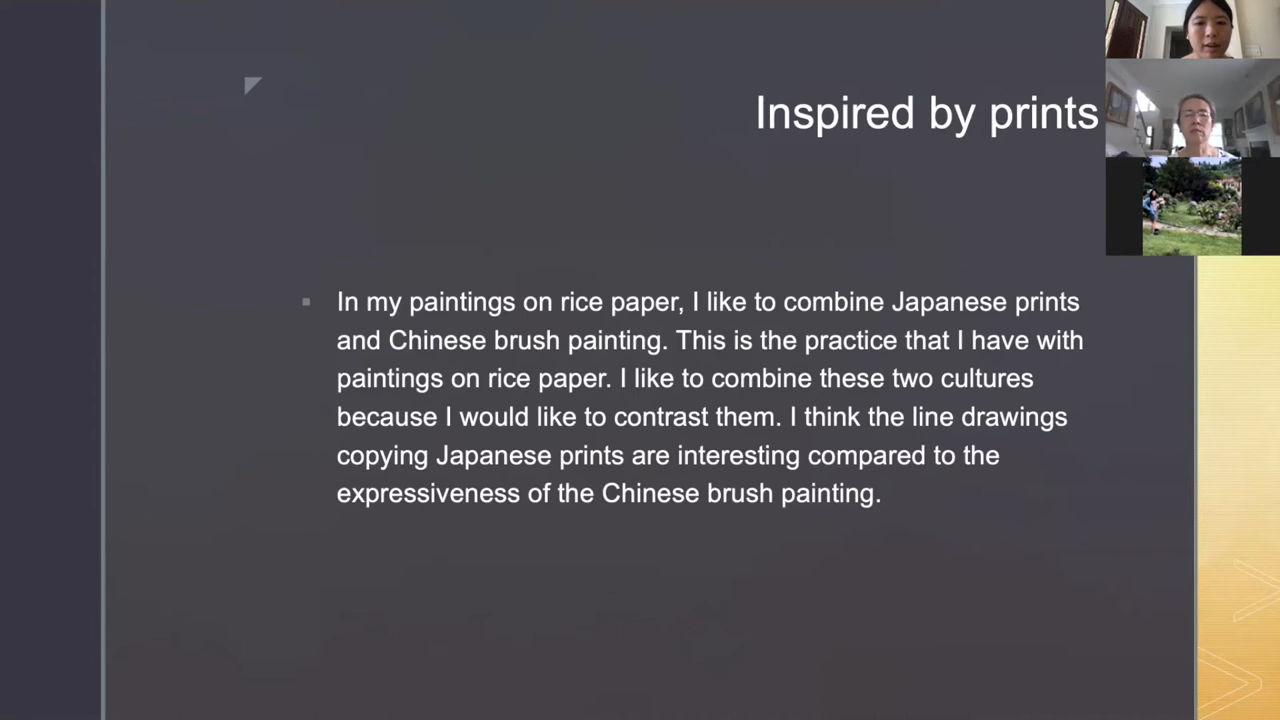 Inspired by prints
In my paintings on rice paper, I like to combine Japanese prints
and Chinese brush painting. This is the practice that I have with
paintings on rice paper. I like to combine these two cultures
because I would like to contrast them. I think the line drawings
copying Japanese prints are interesting compared to the
expressiveness of the Chinese brush painting.